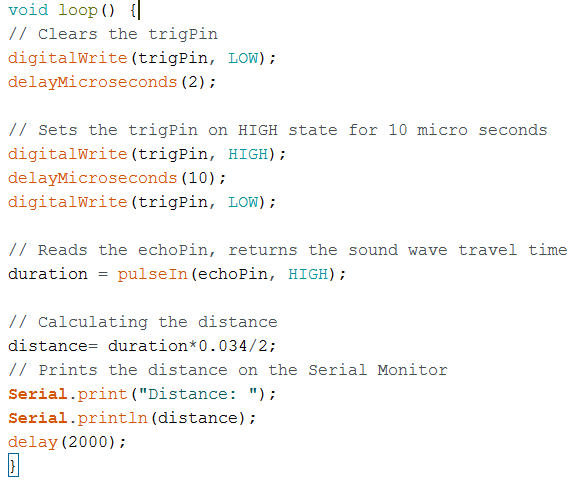 void loop() {
// Clears the trigPin
digitalWrite(trigPin, LOW);
delayMicroseconds(2);
// Sets the trigPin on HIGH state for 10 micro seconds
digitalWrite(trigPin, HIGH);
delayMicroseconds(10);
digitalWrite(trigPin, LOW);
// Reads the echoPin, returns the sound wave travel time
duration = pulseIn(echoPin, HIGH);
// Calculating the distance
distance= duration*0.034/2;
// Prints the distance on the Serial Monitor
Serial.print("Distance: ");
Serial.println(distance);
delay(2000);
}